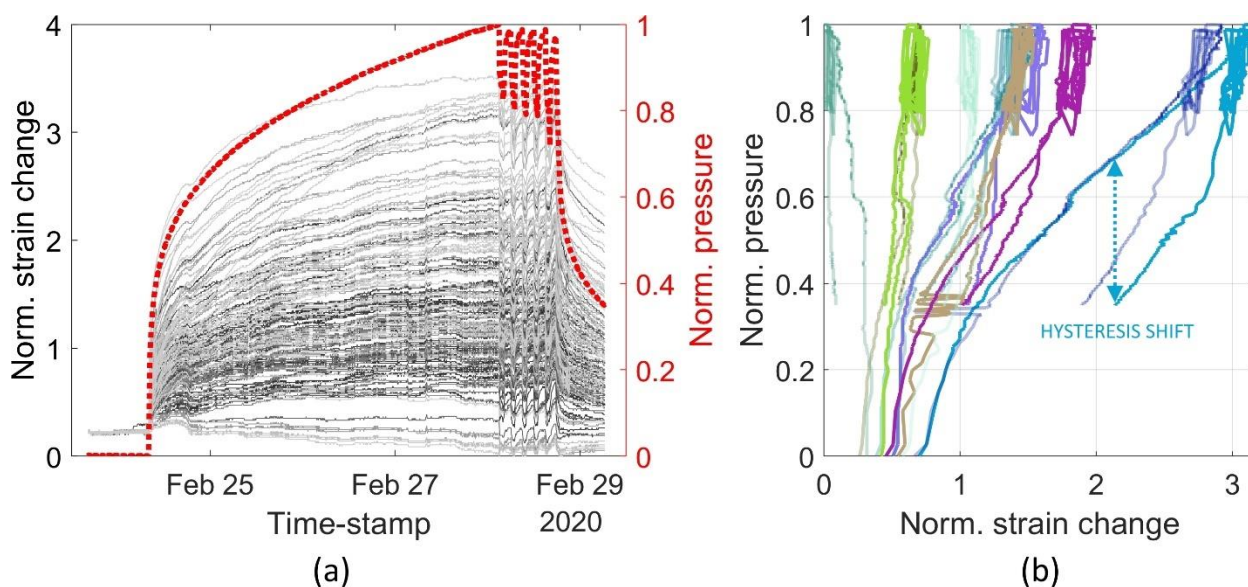 4
3
2
1
0
Norm. strain change
Feb 25
Feb 27
Feb 29
2020
Time-stamp
1
0.8
0.6
0.4
0.2
0
Norm. pressure
(a)
1
0.8
0.6
0.4
0.2
0
Norm. pressure
HYSTERESIS SHIFT
0
1
2
3
Norm. strain change
(b)